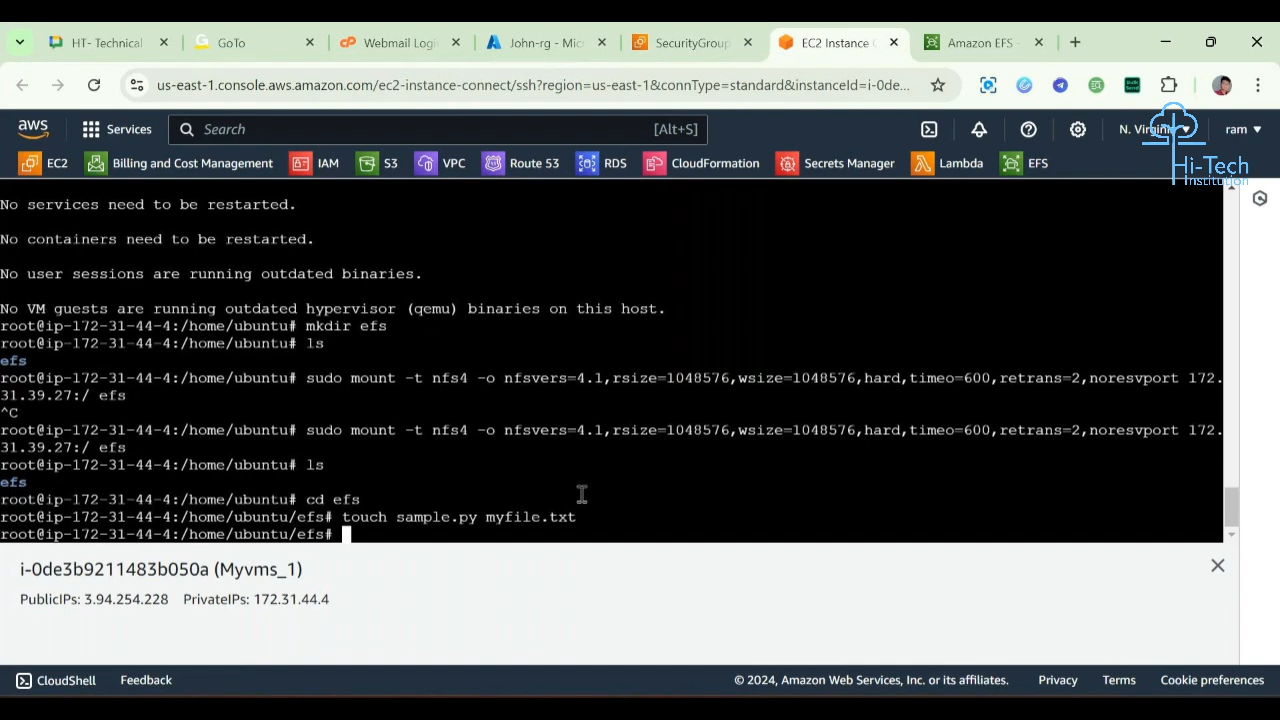 HT- Technical
GoTo
Webmail Logi
John-rg - Mic
SecurityGroup
EC2 Instance C
Amazon EFS -
us-east-1.console.aws.amazon.com/ec2-instance-connect/ssh?region=us-east-1&connType=standard&instanceId=i-0de...
aws
Services
Search
[Alt+S]
ram
EC2
Billing and Cost Management
IAM
S3
VPC
Route 53
RDS
CloudFormation
Secrets Manager
Lambda
EFS
Hi-Tech
Institution
No services need to be restarted.
No containers need to be restarted.
No user sessions are running outdated binaries.
No VM guests are running outdated hypervisor (qemu) binaries on this host.
root@ip-172-31-44-4:/home/ubuntu# mkdir efs
root@ip-172-31-44-4:/home/ubuntu# ls
efs
root@ip-172-31-44-4:/home/ubuntu# sudo mount -t nfs4 -o nfsvers=4.1,rsize=1048576,wsize=1048576,hard,timeo=600,retrans=2,noresvport 172.
31.39.27:/ efs
^C
root@ip-172-31-44-4:/home/ubuntu# sudo mount -t nfs4 -o nfsvers=4.1,rsize=1048576,wsize=1048576,hard,timeo=600,retrans=2,noresvport 172.
31.39.27:/ efs
root@ip-172-31-44-4:/home/ubuntu# ls
efs
root@ip-172-31-44-4:/home/ubuntu# cd efs
root@ip-172-31-44-4:/home/ubuntu/efs# touch sample.py myfile.txt
root@ip-172-31-44-4:/home/ubuntu/efs#
i-0de3b9211483b050a (Myvms_1)
PublicIPs: 3.94.254.228 PrivateIPs: 172.31.44.4
CloudShell
Feedback
© 2024, Amazon Web Services, Inc. or its affiliates.
Privacy
Terms
Cookie preferences